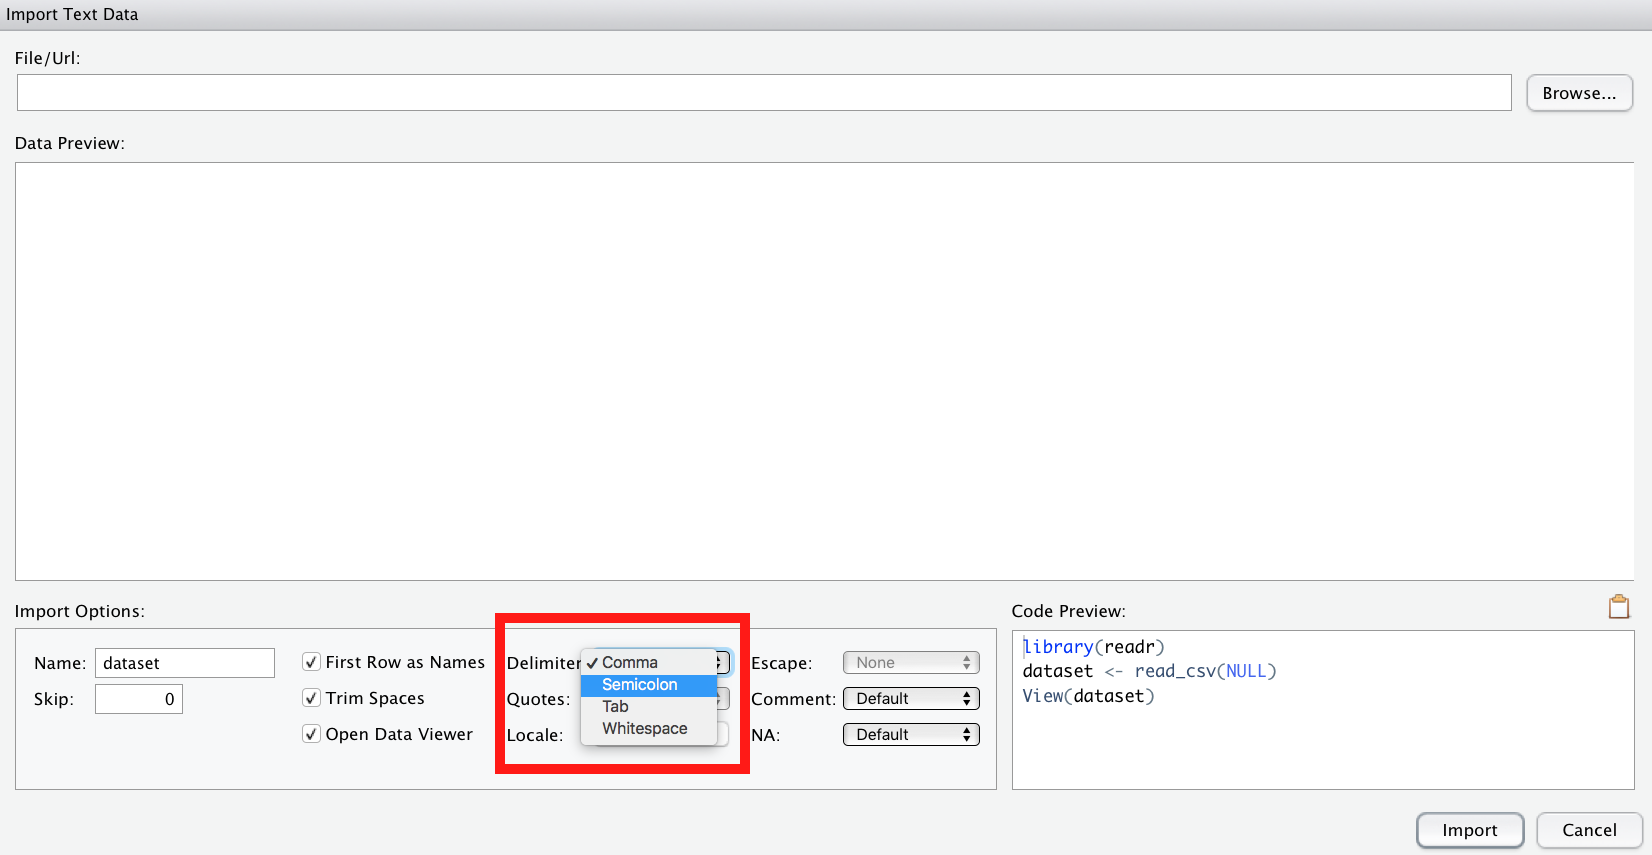 Import Text Data
File/Url:
Browse...
Data Preview:
Import Options:
Name: dataset
Skip: 0
✓ First Row as Names
✓ Trim Spaces
✓ Open Data Viewer
Delimiter
✓ Comma
Semicolon
Tab
Whitespace
Quotes:
Locale:
Escape: None
Comment: Default
NA: Default
Code Preview:
library(readr)
dataset <- read_csv(NULL)
View(dataset)
Import Cancel